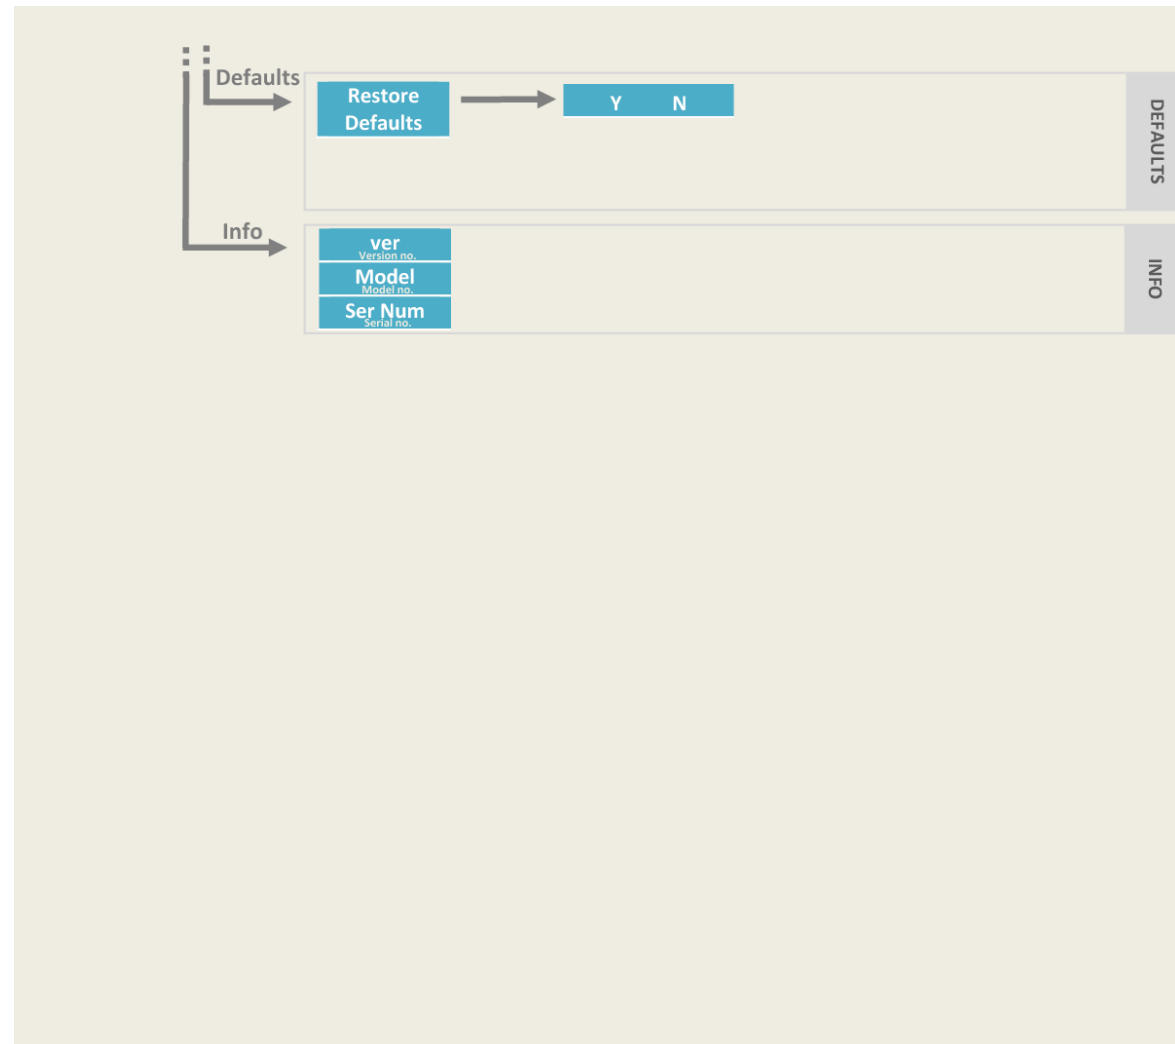 Defaults
Restore
Defaults
Y N
DEFAULTS
Info
ver
Version no.
Model
Model no.
Ser Num
Serial no.
INFO